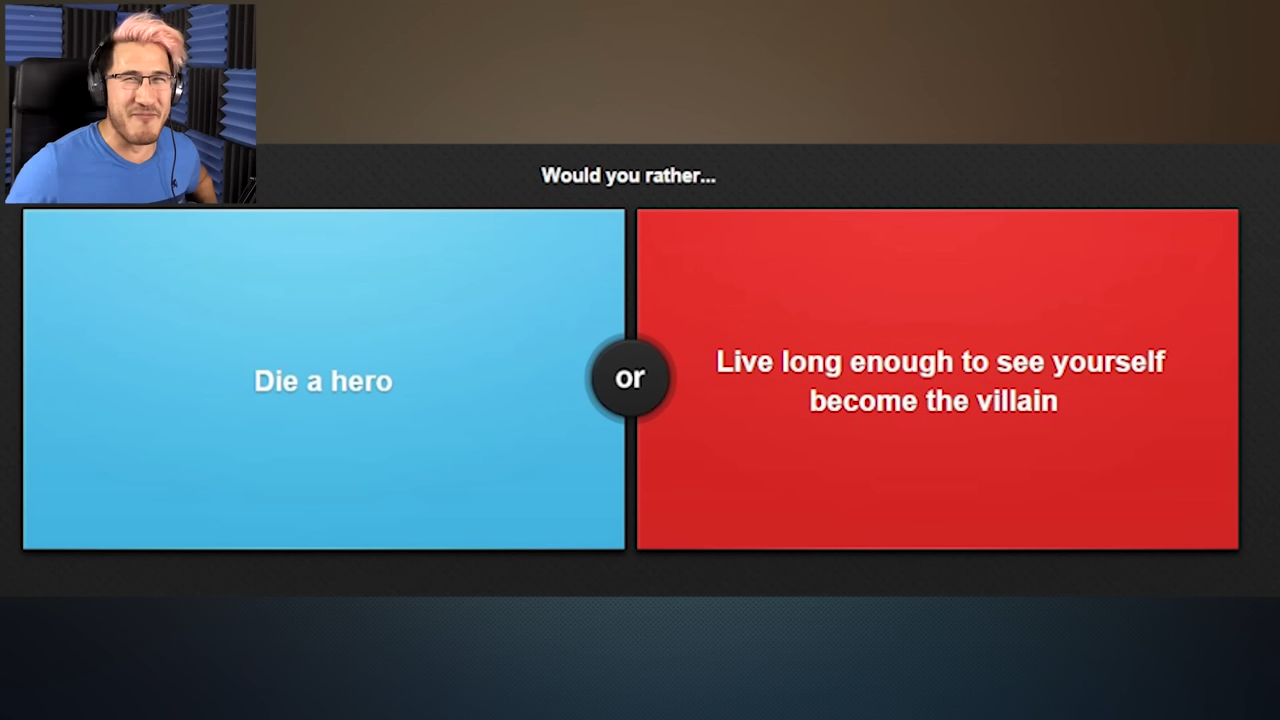 Would you rather...
Die a hero
or
Live long enough to see yourself
become the villain